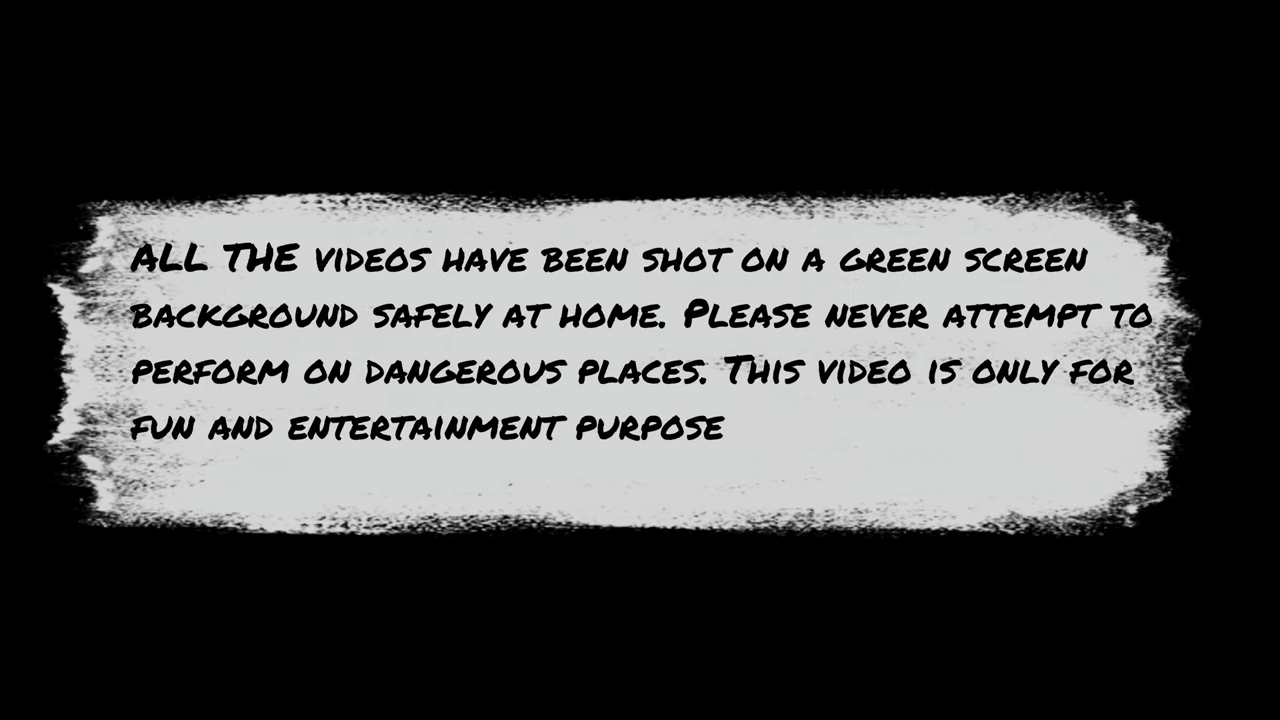 ALL THE VIDEOS HAVE BEEN SHOT ON A GREEN SCREEN
BACKGROUND SAFELY AT HOME. PLEASE NEVER ATTEMPT TO
PERFORM ON DANGEROUS PLACES. THIS VIDEO IS ONLY FOR
FUN AND ENTERTAINMENT PURPOSE